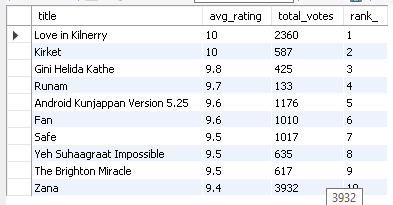 title avg_rating total_votes rank_
Love in Kilnerry 10 2360 1
Kirket 10 587 2
Gini Helida Kathe 9.8 425 3
Runam 9.7 133 4
Android Kunjappan Version 5.25 9.6 1176 5
Fan 9.6 1010 6
Safe 9.5 1017 7
Yeh Suhaagraat Impossible 9.5 635 8
The Brighton Miracle 9.5 617 9
Zana 9.4 3932
3932